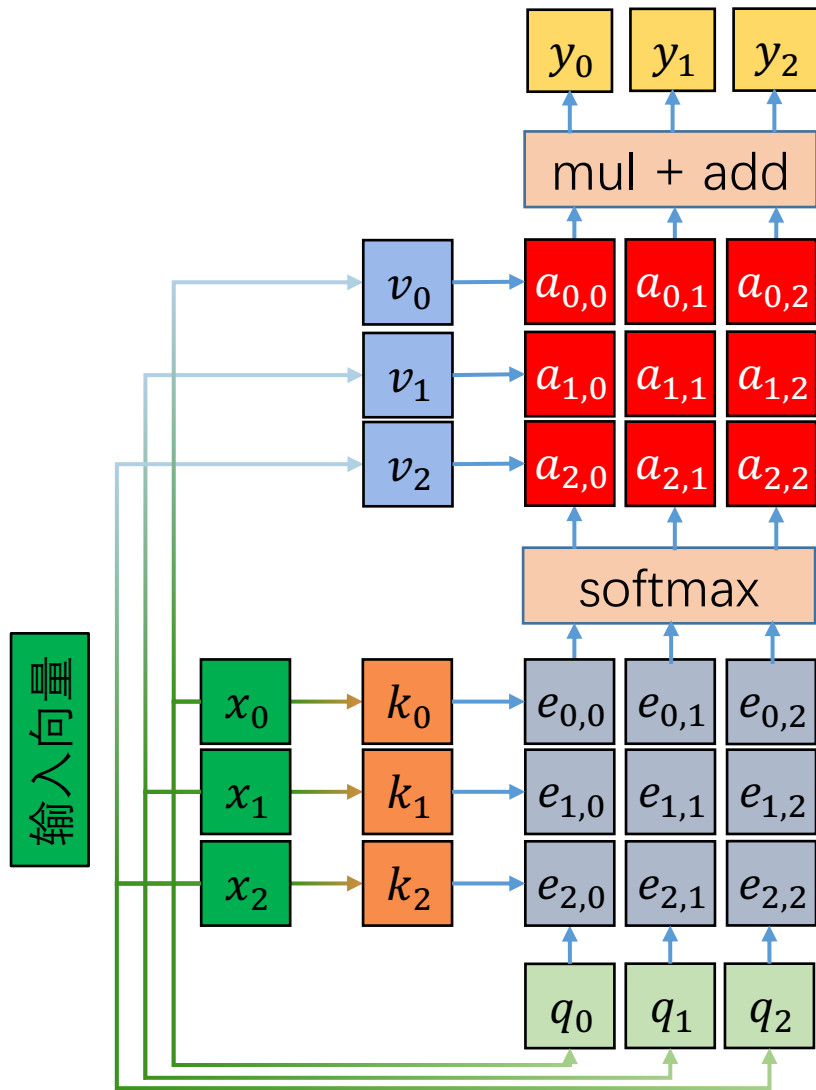 y₀ y₁ y₂
mul + add
v₀ a₀,₀ a₀,₁ a₀,₂
v₁ a₁,₀ a₁,₁ a₁,₂
v₂ a₂,₀ a₂,₁ a₂,₂
softmax
输入向量
x₀ k₀ e₀,₀ e₀,₁ e₀,₂
x₁ k₁ e₁,₀ e₁,₁ e₁,₂
x₂ k₂ e₂,₀ e₂,₁ e₂,₂
q₀ q₁ q₂